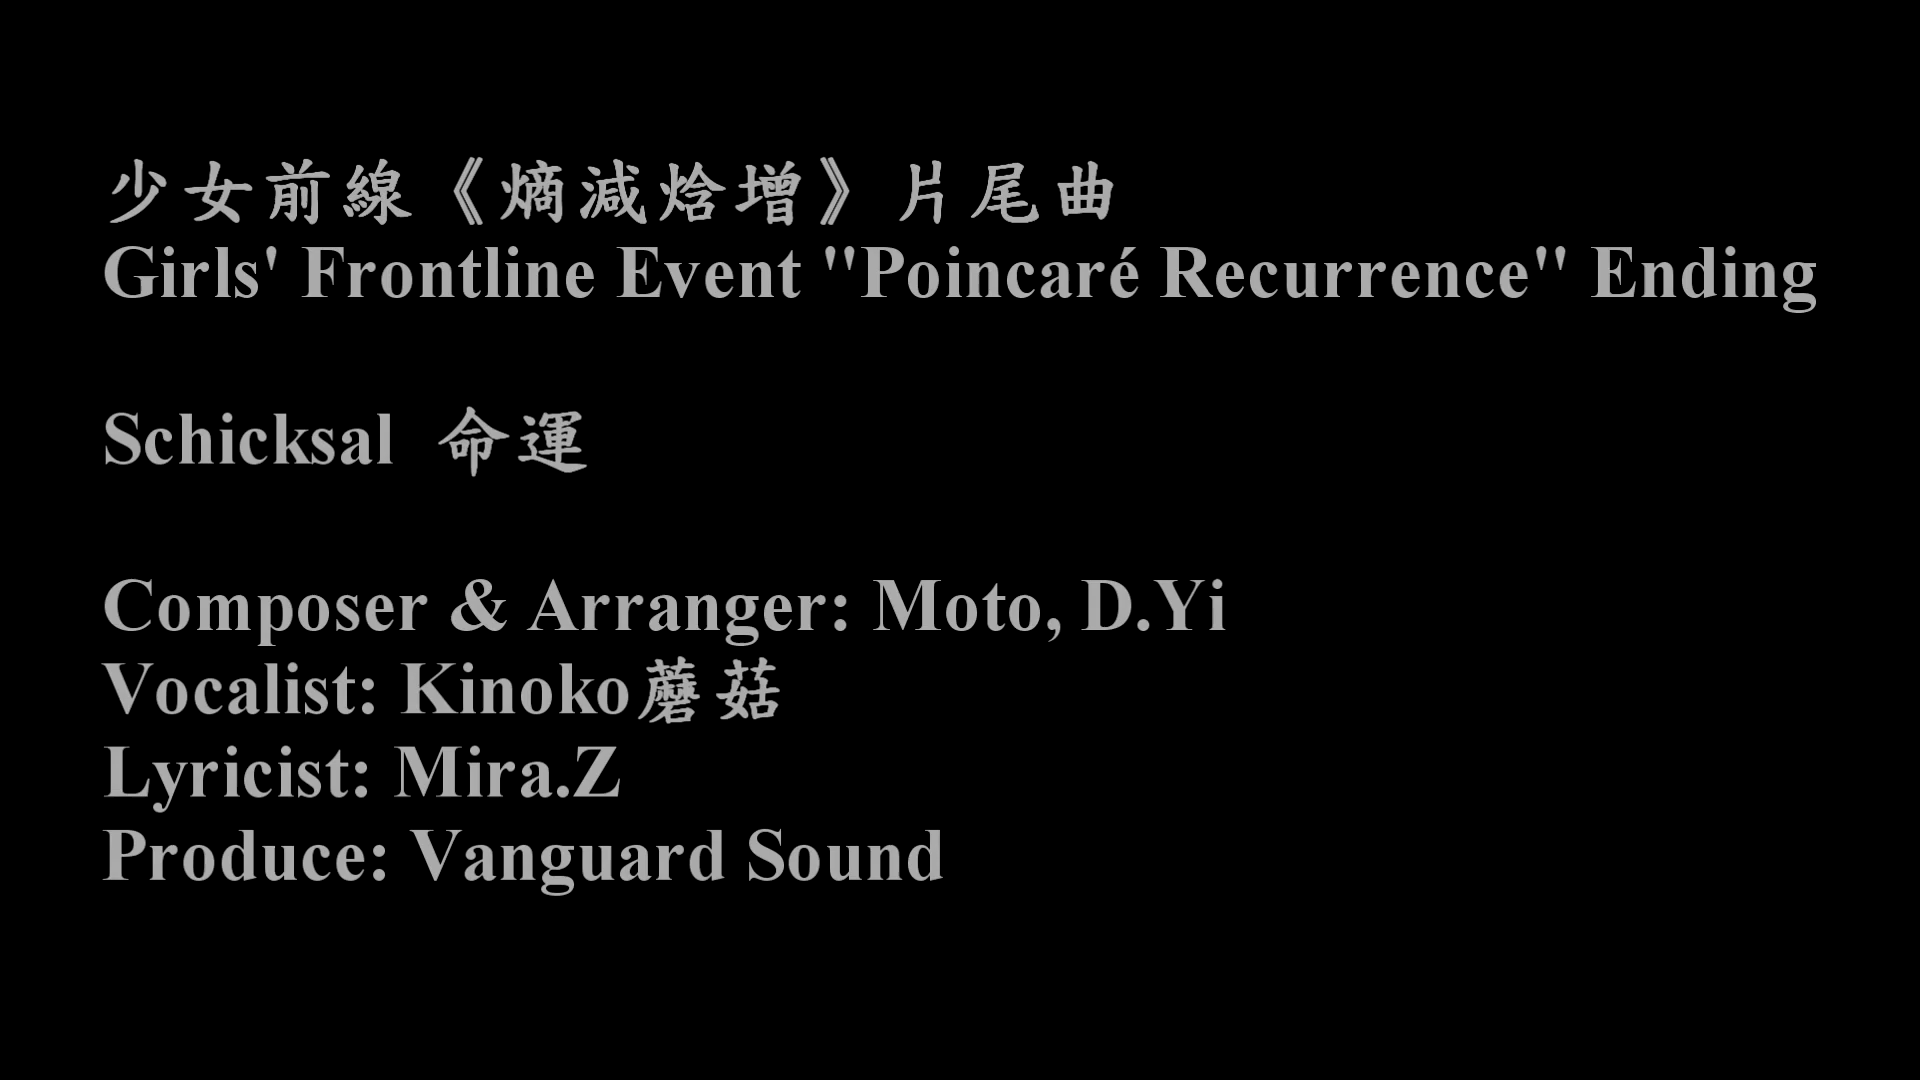 少女前線《熵減焓增》片尾曲
Girls' Frontline Event "Poincaré Recurrence" Ending
Schicksal 命運
Composer & Arranger: Moto, D.Yi
Vocalist: Kinoko蘑菇
Lyricist: Mira.Z
Produce: Vanguard Sound